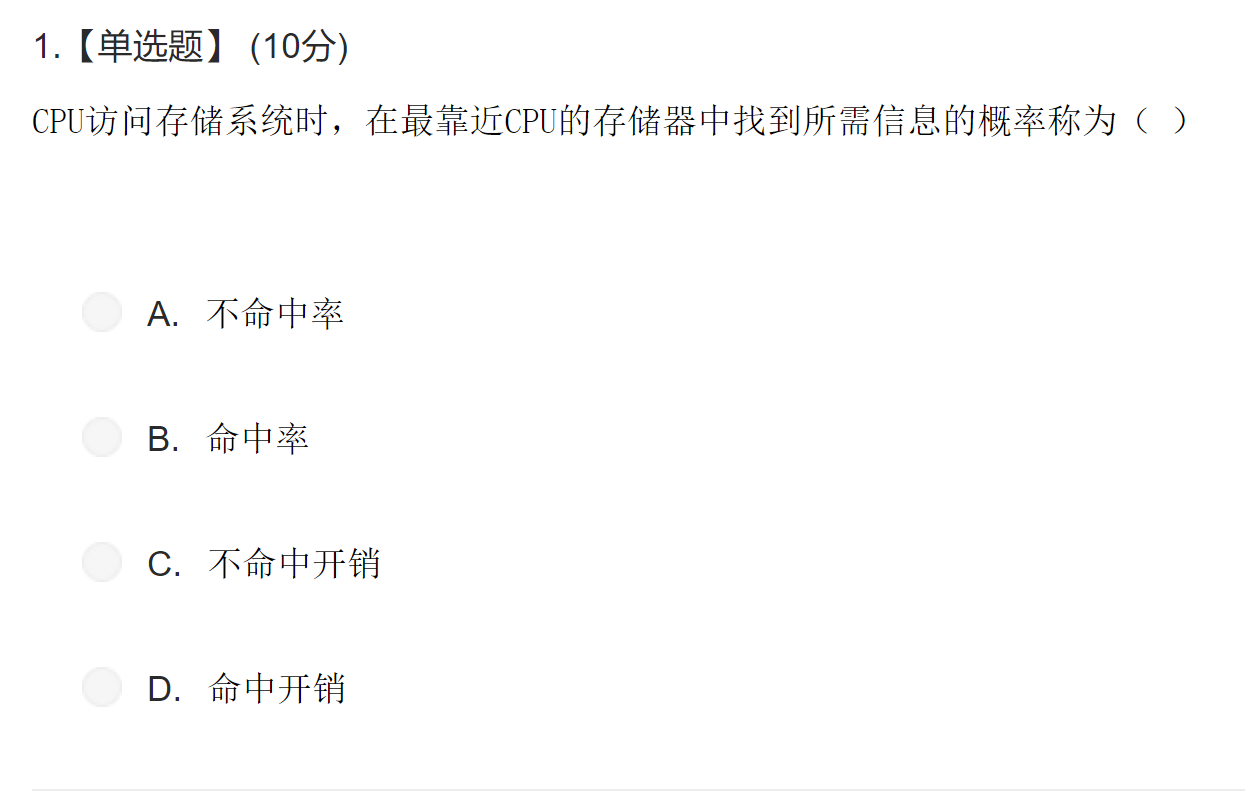 1.【单选题】 (10分)
CPU访问存储系统时，在最靠近CPU的存储器中找到所需信息的概率称为（ ）
A. 不命中率
B. 命中率
C. 不命中开销
D. 命中开销